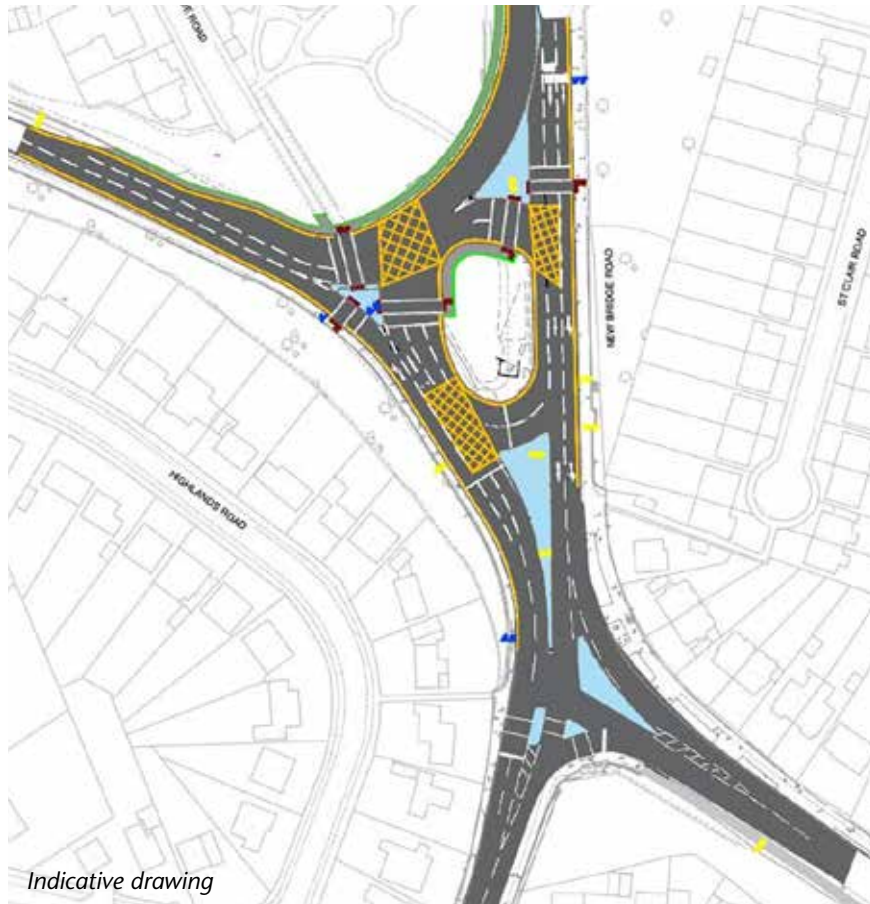 NEW BRIDGE ROAD
ST CLAIR ROAD
HIGHLANDS ROAD
Indicative drawing